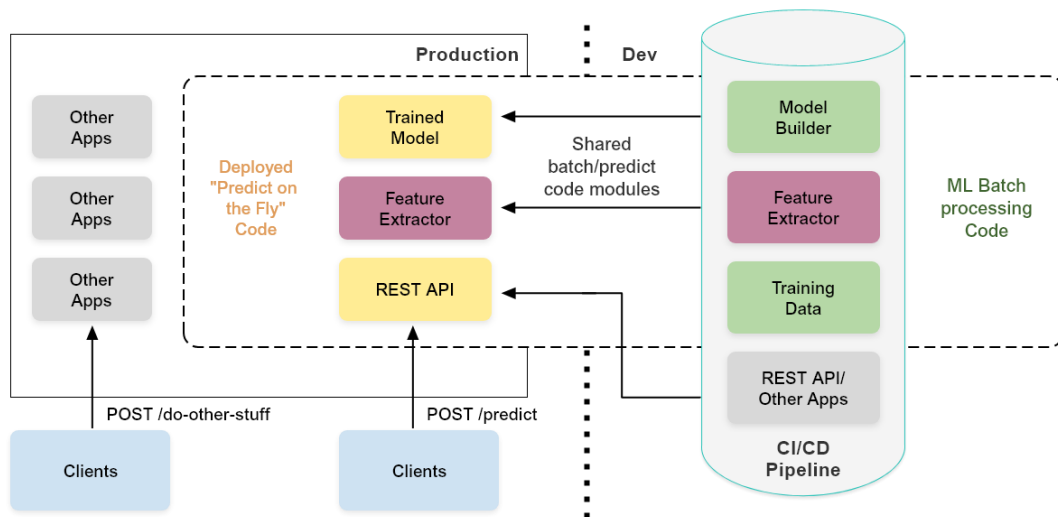 Production
Dev
Other
Apps
Other
Apps
Other
Apps
Deployed
"Predict on
the Fly"
Code
Trained
Model
Feature
Extractor
REST API
Shared
batch/predict
code modules
Model
Builder
Feature
Extractor
Training
Data
REST API/
Other Apps
CI/CD
Pipeline
ML Batch
processing
Code
POST /do-other-stuff
POST /predict
Clients
Clients